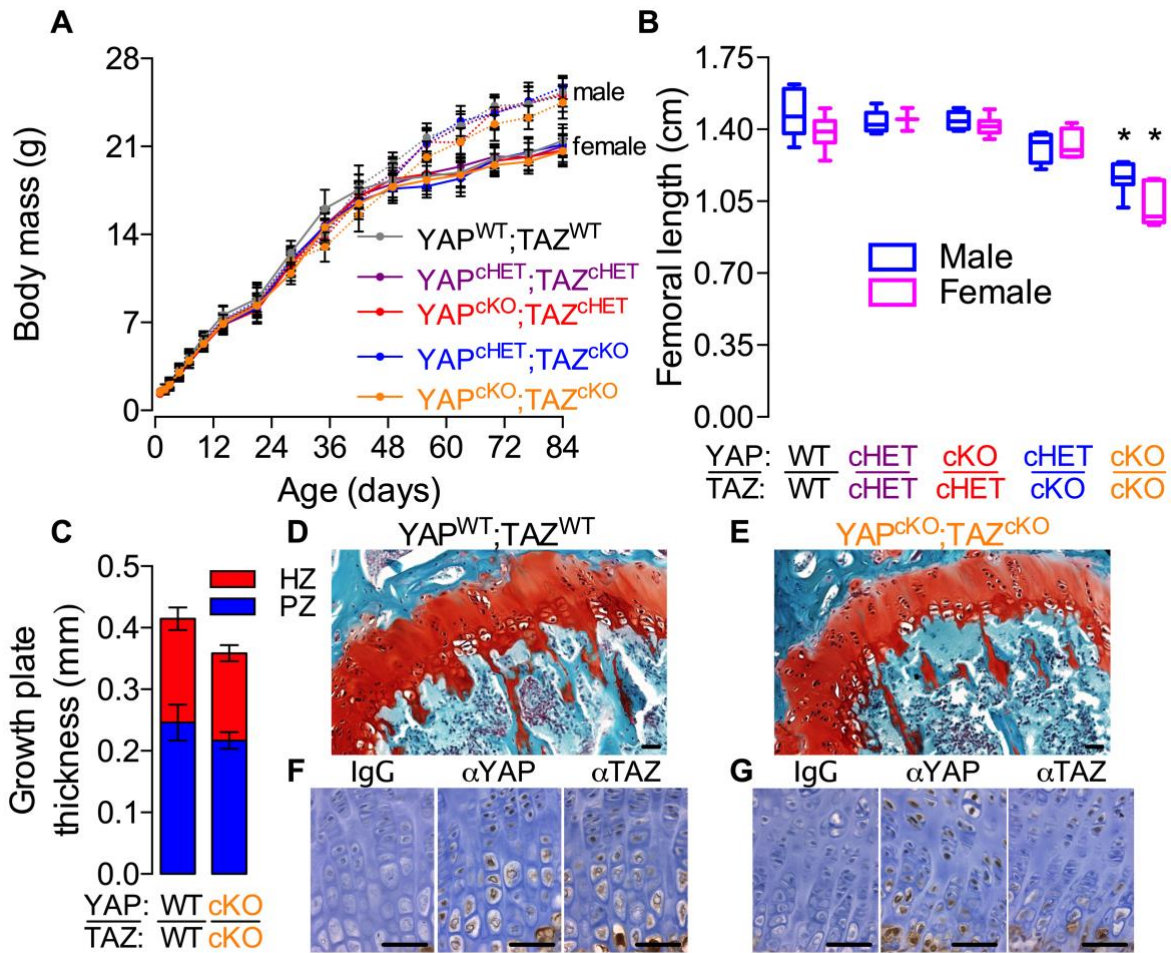 A
Body mass (g)
28
21
14
7
0
male
female
YAP^WT;TAZ^WT
YAP^cHET;TAZ^cHET
YAP^cKO;TAZ^cHET
YAP^cHET;TAZ^cKO
YAP^cKO;TAZ^cKO
0 12 24 36 48 60 72 84
Age (days)
B
Femoral length (cm)
1.75
1.40
1.05
0.70
0.35
0.00
* *
Male
Female
YAP: WT cHET cKO cHET cKO
TAZ: WT cHET cHET cKO cKO
C
Growth plate
thickness (mm)
0.5
0.4
0.3
0.2
0.1
0.0
HZ
PZ
YAP: WT cKO
TAZ: WT cKO
D
YAP^WT;TAZ^WT
E
YAP^cKO;TAZ^cKO
F
IgG αYAP αTAZ
G
IgG αYAP αTAZ